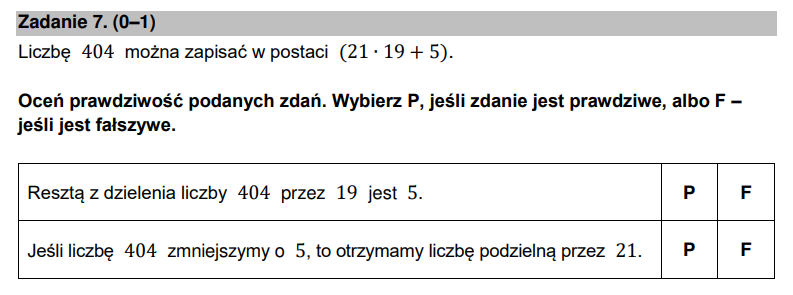 Zadanie 7. (0–1)
Liczbę 404 można zapisać w postaci (21 · 19 + 5).
Oceń prawdziwość podanych zdań. Wybierz P, jeśli zdanie jest prawdziwe, albo F –
jeśli jest fałszywe.
Resztą z dzielenia liczby 404 przez 19 jest 5. P F
Jeśli liczbę 404 zmniejszymy o 5, to otrzymamy liczbę podzielną przez 21. P F